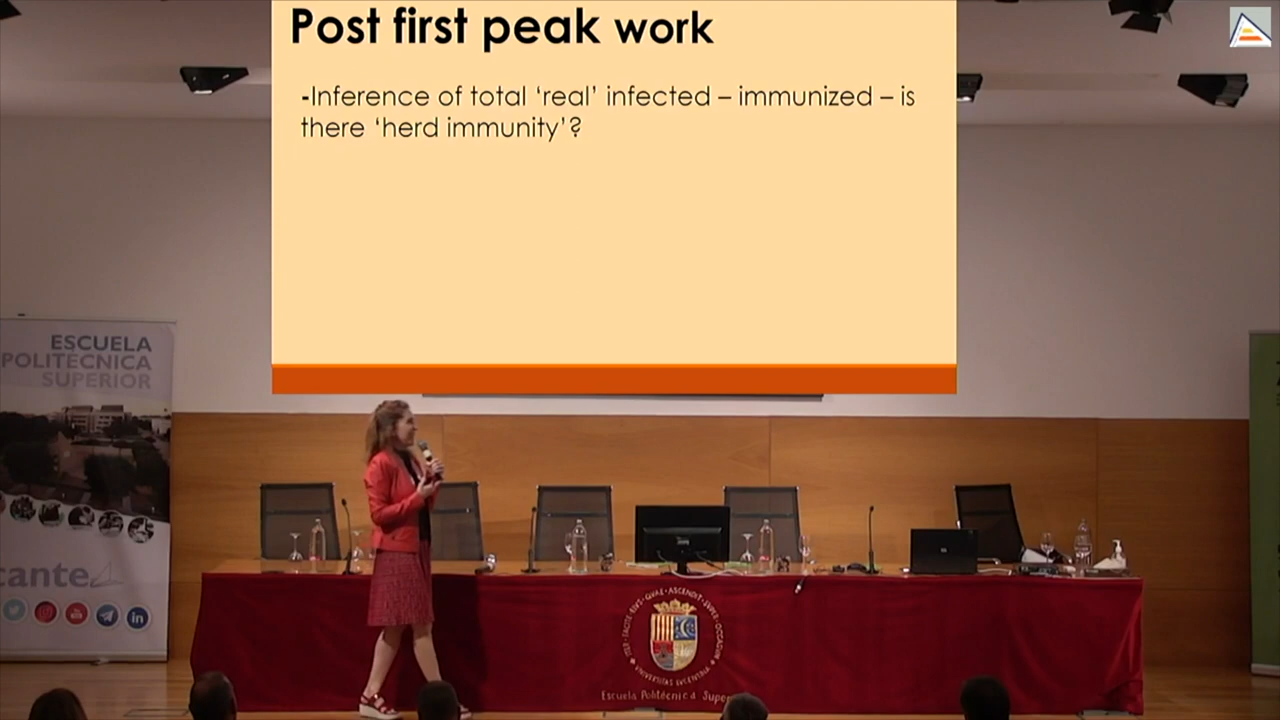 Post first peak work
-Inference of total ‘real’ infected – immunized – is
there ‘herd immunity’?
ESCUELA
POLITÉCNICA
SUPERIOR
cante
Escuela Politécnica Super